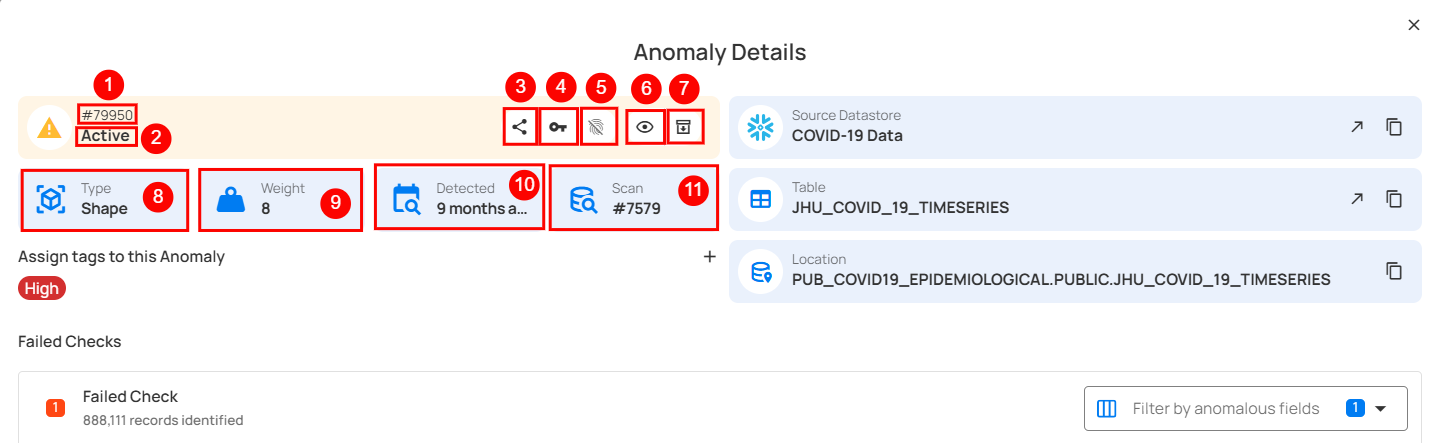 Anomaly Details
1
#79950
Active
2
3
4
5
6
7
Type
Shape
8
Weight
8
9
Detected
9 months a...
10
Scan
#7579
11
Assign tags to this Anomaly
High
Source Datastore
COVID-19 Data
Table
JHU_COVID_19_TIMESERIES
Location
PUB_COVID19_EPIDEMIOLOGICAL.PUBLIC.JHU_COVID_19_TIMESERIES
Failed Checks
1
Failed Check
888,111 records identified
Filter by anomalous fields
1